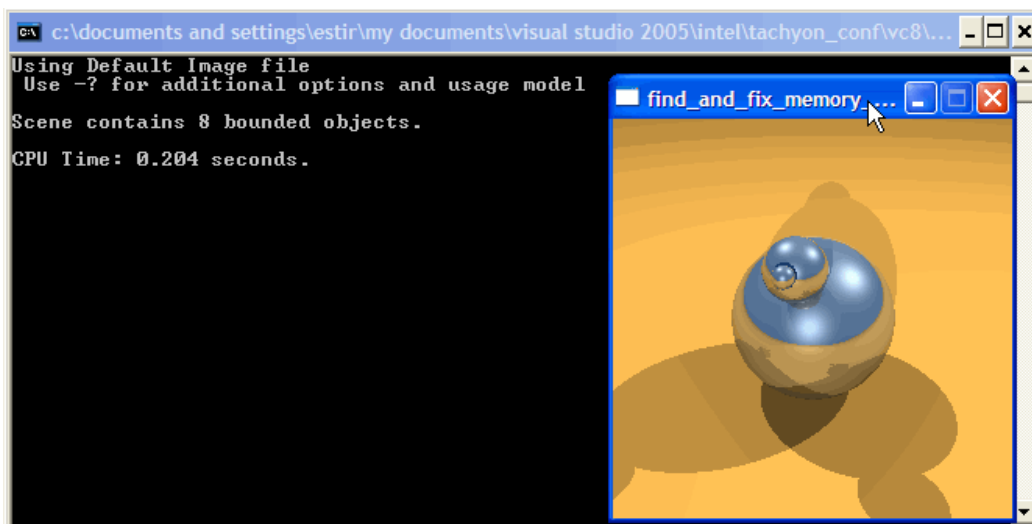 c:\documents and settings\estir\my documents\visual studio 2005\intel\tachyon_conf\vc8\...
Using Default Image file
Use -? for additional options and usage model
find_and_fix_memory_...
Scene contains 8 bounded objects.
CPU Time: 0.204 seconds.